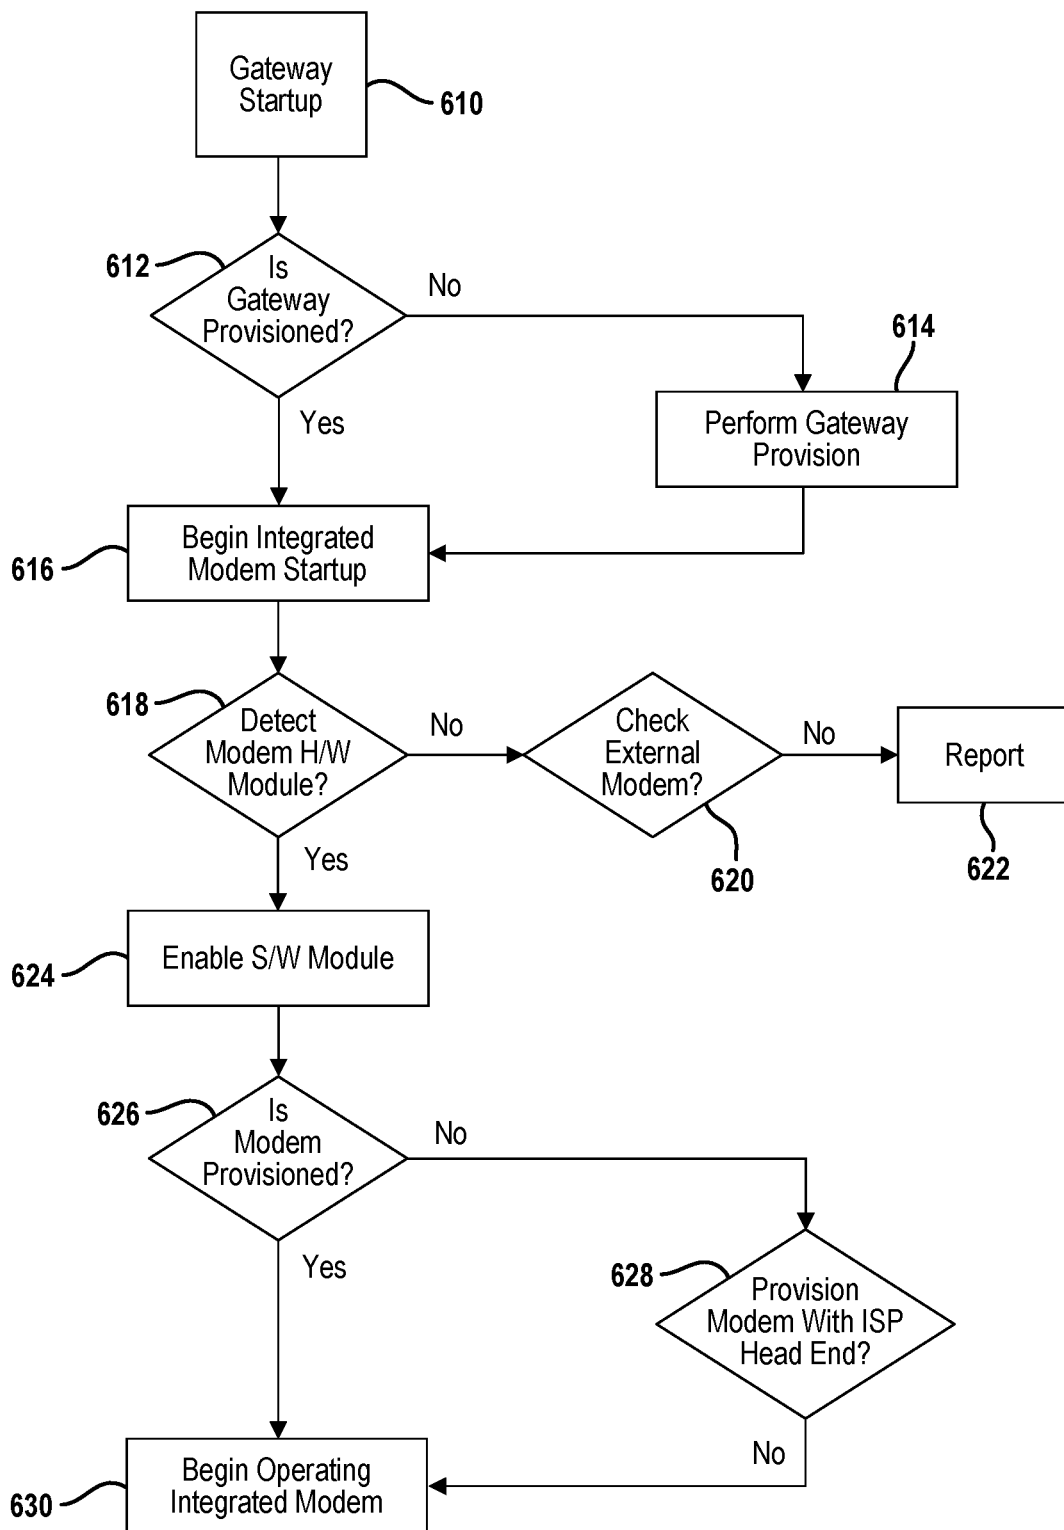 Gateway
Startup
610
612
Is
Gateway
Provisioned?
No
614
Yes
Perform Gateway
Provision
616
Begin Integrated
Modem Startup
618
Detect
Modem H/W
Module?
No
Check
External
Modem?
No
Report
620
622
Yes
624
Enable S/W Module
626
Is
Modem
Provisioned?
No
Yes
628
Provision
Modem With ISP
Head End?
No
630
Begin Operating
Integrated Modem